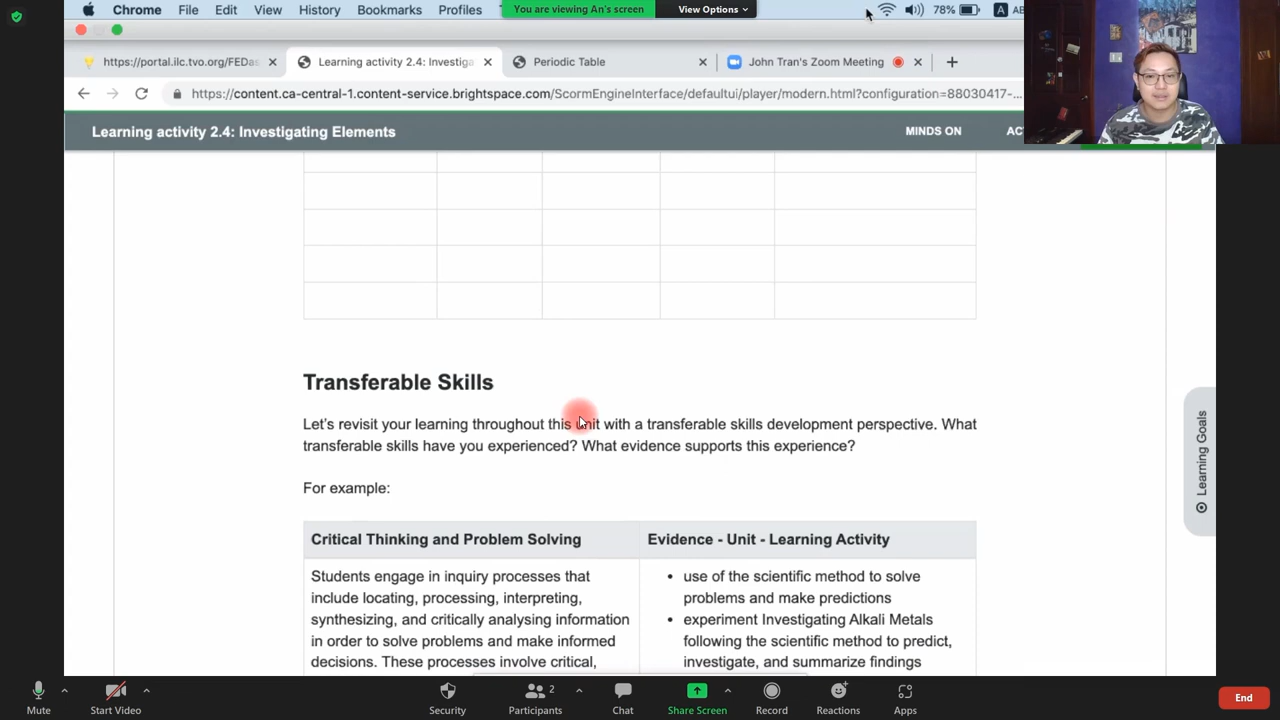 Chrome File Edit View History Bookmarks Profiles
You are viewing An's screen
View Options
78%
A
https://portal.ilc.tvo.org/FEDas
Learning activity 2.4: Investiga
Periodic Table
John Tran's Zoom Meeting
https://content.ca-central-1.content-service.brightspace.com/ScormEngineInterface/defaultui/player/modern.html?configuration=88030417-...
Learning activity 2.4: Investigating Elements
MINDS ON
Transferable Skills
Let's revisit your learning throughout this unit with a transferable skills development perspective. What
transferable skills have you experienced? What evidence supports this experience?
For example:
Critical Thinking and Problem Solving
Students engage in inquiry processes that
include locating, processing, interpreting,
synthesizing, and critically analysing information
in order to solve problems and make informed
decisions. These processes involve critical,
Evidence - Unit - Learning Activity
• use of the scientific method to solve
problems and make predictions
• experiment Investigating Alkali Metals
following the scientific method to predict,
investigate, and summarize findings
Learning Goals
Mute
Start Video
Security
Participants 2
Chat
Share Screen
Record
Reactions
Apps
End